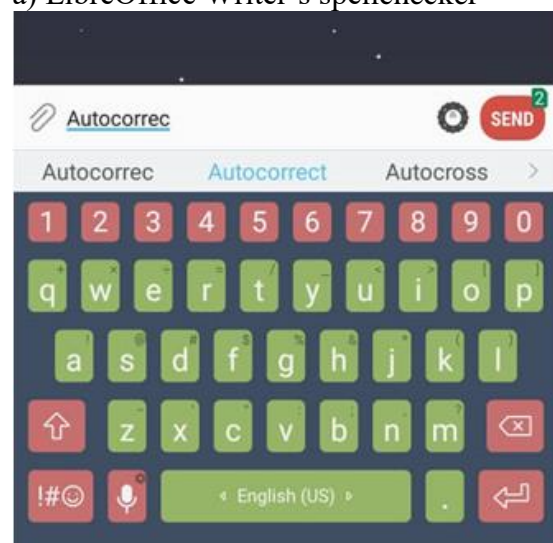 a) LibreOffice Writer's spellchecker
Autocorrec SEND 2
Autocorrec Autocorrect Autocross >
1 2 3 4 5 6 7 8 9 0
q w e r t y u i o p
a s d f g h j k l
z x c v b n m
!#☺ English (US) .